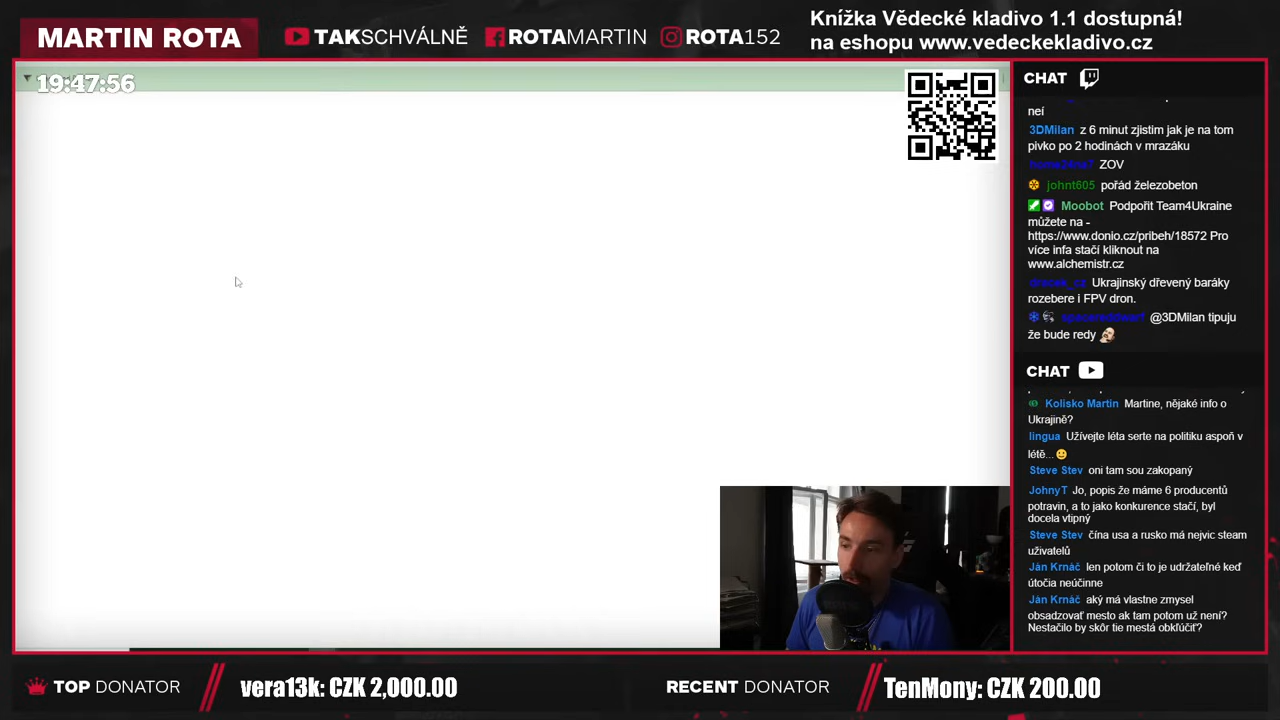 MARTIN ROTA
TAKSCHVÁLNĚ
ROTAMARTIN
ROTA152
Knížka Vědecké kladivo 1.1 dostupná!
na eshopu www.vedeckekladivo.cz
19:47:56
CHAT
neí
3DMilan z 6 minut zjistim jak je na tom
pivko po 2 hodinách v mrazáku
ZOV
johnt605 pořád železobeton
Moobot Podpořit Team4Ukraine
můžete na -
https://www.donio.cz/pribeh/18572 Pro
více infa stačí kliknout na
www.alchemistr.cz
Ukrajinský dřevený baráky
rozebere i FPV dron.
@3DMilan tipuju
že bude redy
CHAT
Kolisko Martin Martine, nějaké info o
Ukrajině?
lingua Užívejte léta serte na politiku aspoň v
létě...
Steve Stev oni tam sou zakopaný
JohnyT Jo, popis že máme 6 producentů
potravin, a to jako konkurence stačí, byl
docela vtipný
Steve Stev čína usa a rusko má nejvic steam
uživatelů
Ján Krnáč len potom či to je udržateľné keď
útočia neúčinne
Ján Krnáč aký má vlastne zmysel
obsadzovať mesto ak tam potom už není?
Nestačilo by skôr tie mestá obkľúčiť?
TOP DONATOR
vera13k: CZK 2,000.00
RECENT DONATOR
TenMony: CZK 200.00